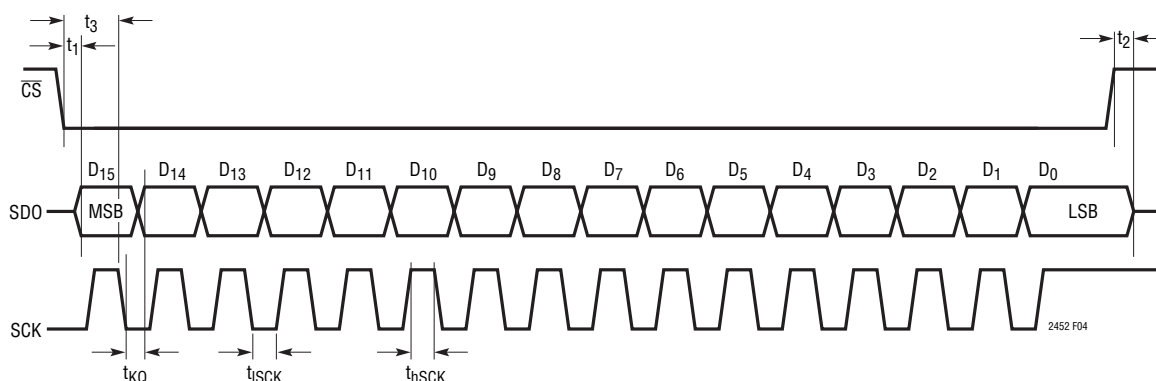 t3
t1
t2
CS
D15 D14 D13 D12 D11 D10 D9 D8 D7 D6 D5 D4 D3 D2 D1 D0
SDO MSB LSB
SCK
2452 F04
tKQ tlSCK thSCK